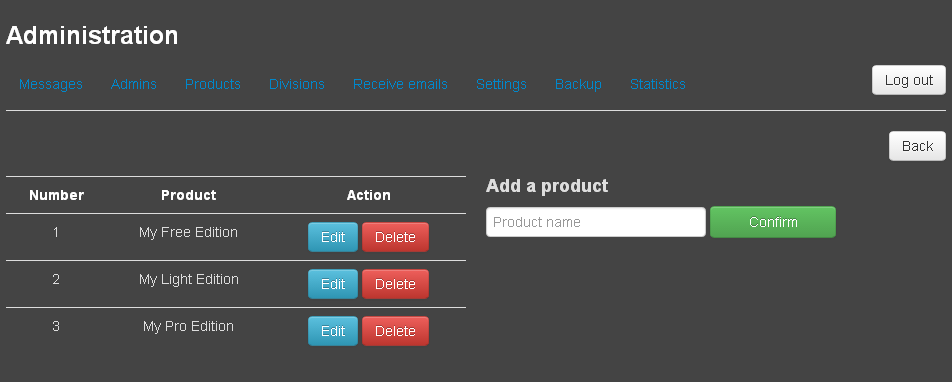 Administration
Messages Admins Products Divisions Receive emails Settings Backup Statistics Log out
Back
Number Product Action
1 My Free Edition Edit Delete
2 My Light Edition Edit Delete
3 My Pro Edition Edit Delete
Add a product
Product name Confirm